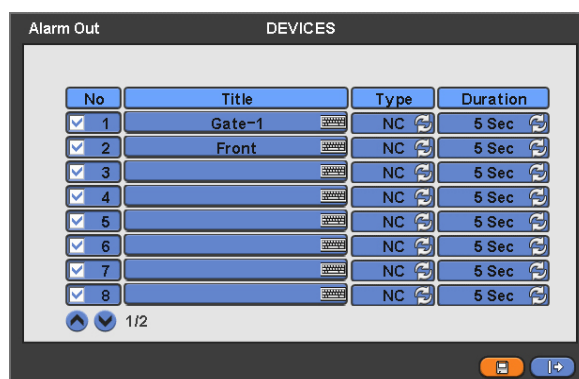 Alarm Out DEVICES
No Title Type Duration
1 Gate-1 NC 5 Sec
2 Front NC 5 Sec
3 NC 5 Sec
4 NC 5 Sec
5 NC 5 Sec
6 NC 5 Sec
7 NC 5 Sec
8 NC 5 Sec
1/2